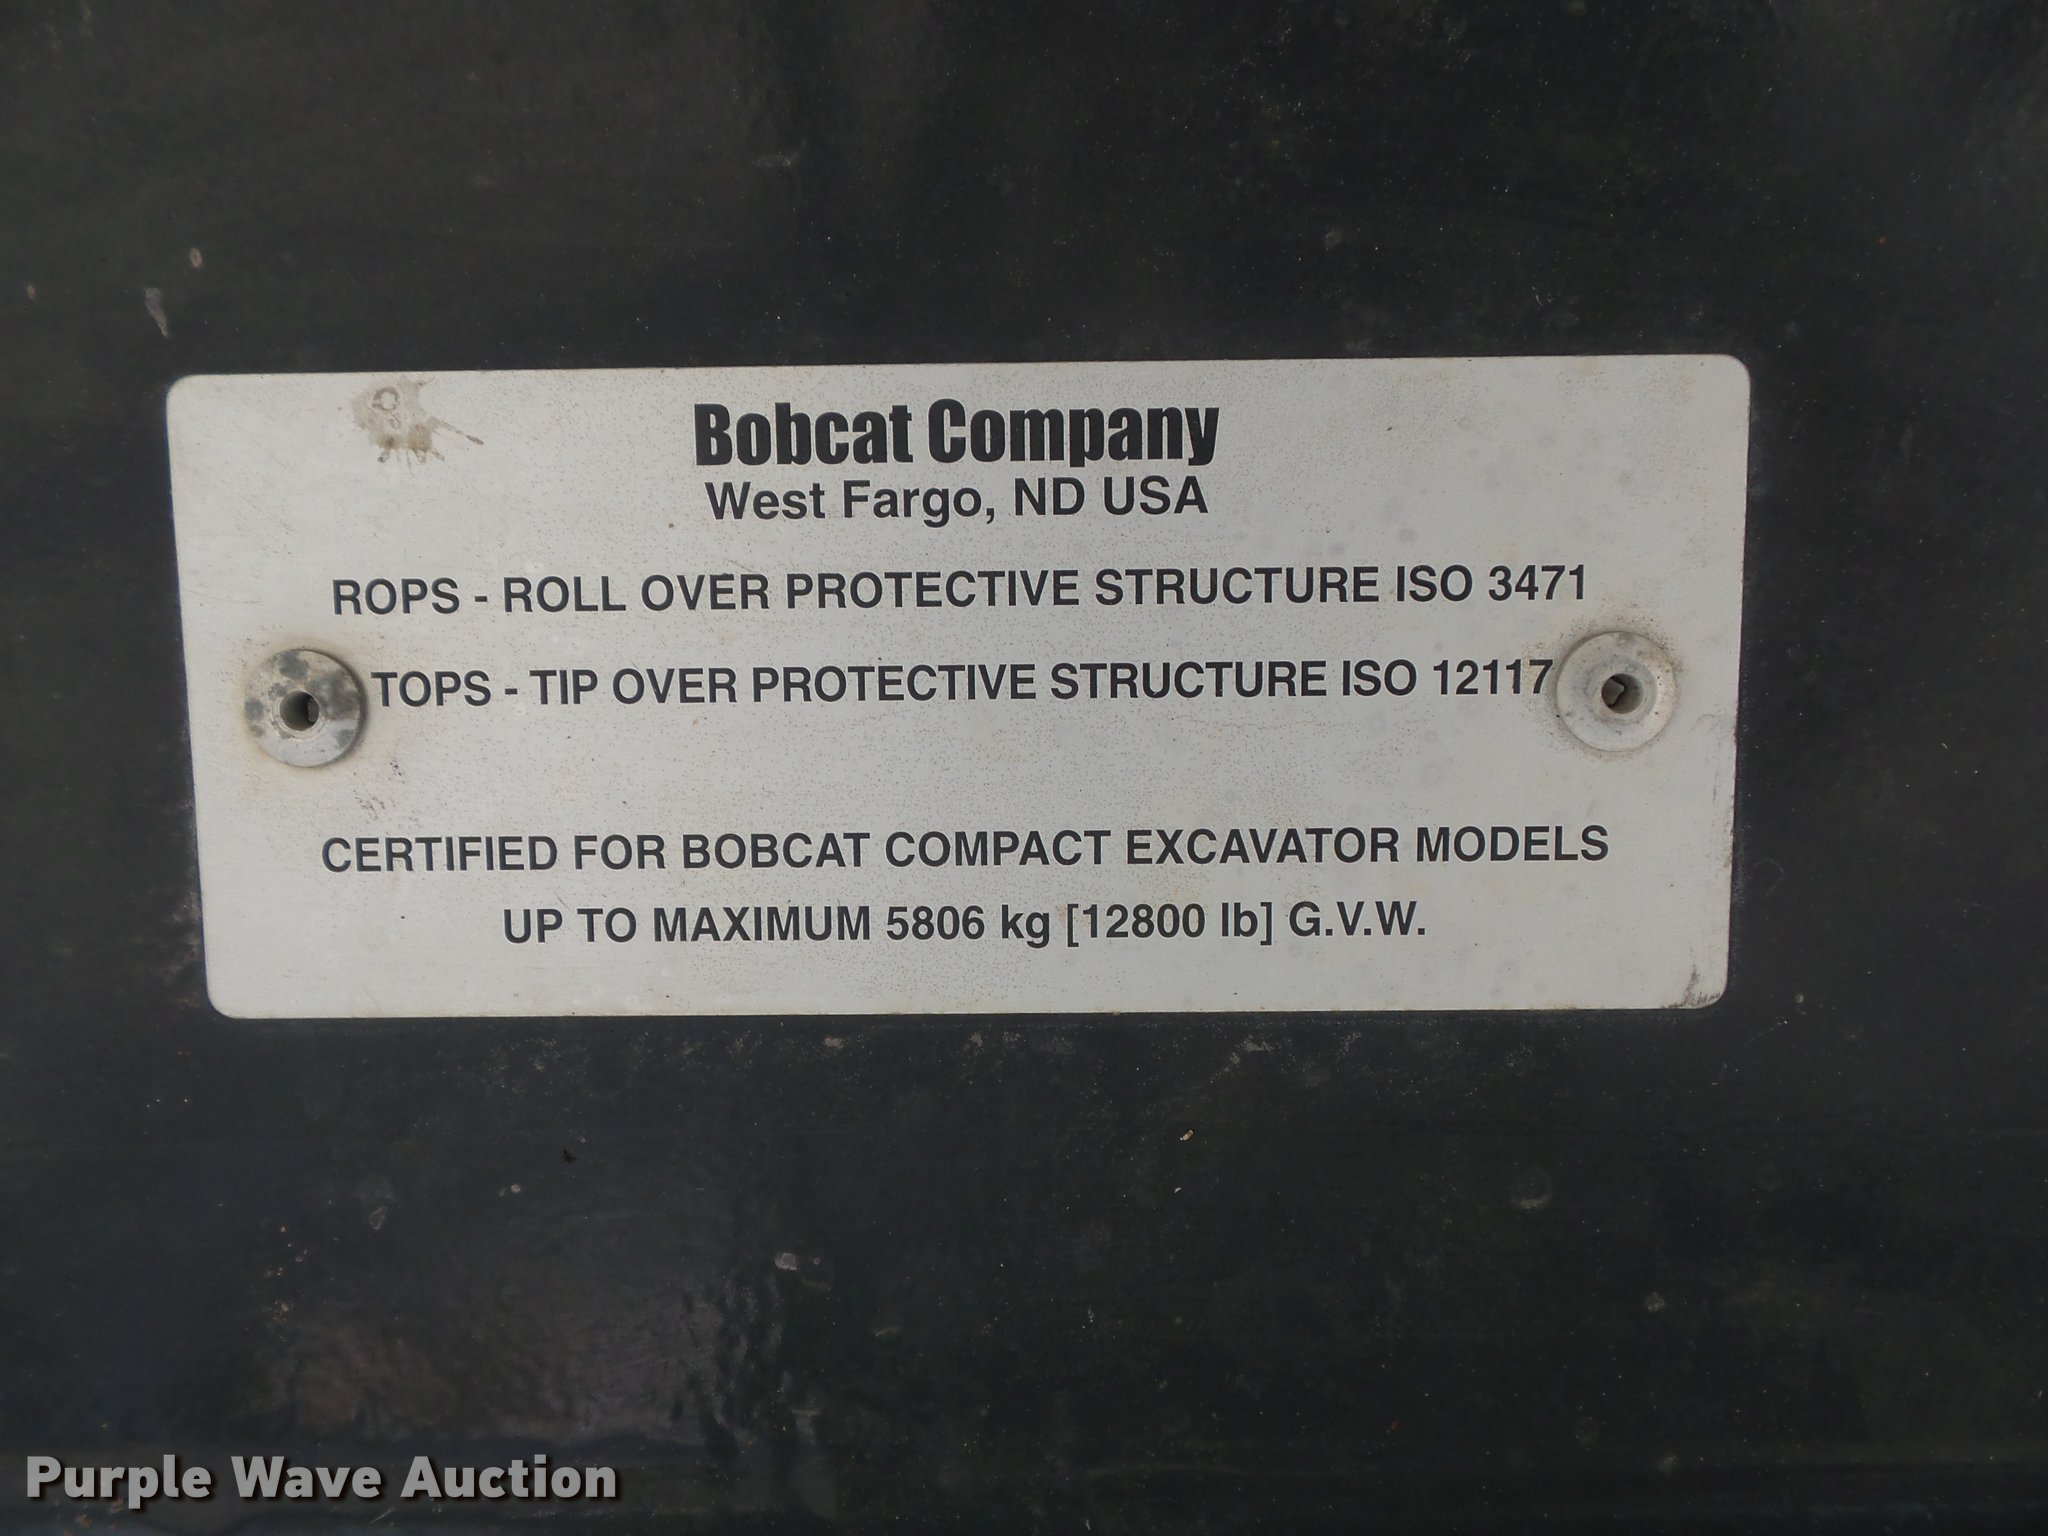 Bobcat Company
West Fargo, ND USA
ROPS - ROLL OVER PROTECTIVE STRUCTURE ISO 3471
TOPS - TIP OVER PROTECTIVE STRUCTURE ISO 12117
CERTIFIED FOR BOBCAT COMPACT EXCAVATOR MODELS
UP TO MAXIMUM 5806 kg [12800 lb] G.V.W.
Purple Wave Auction